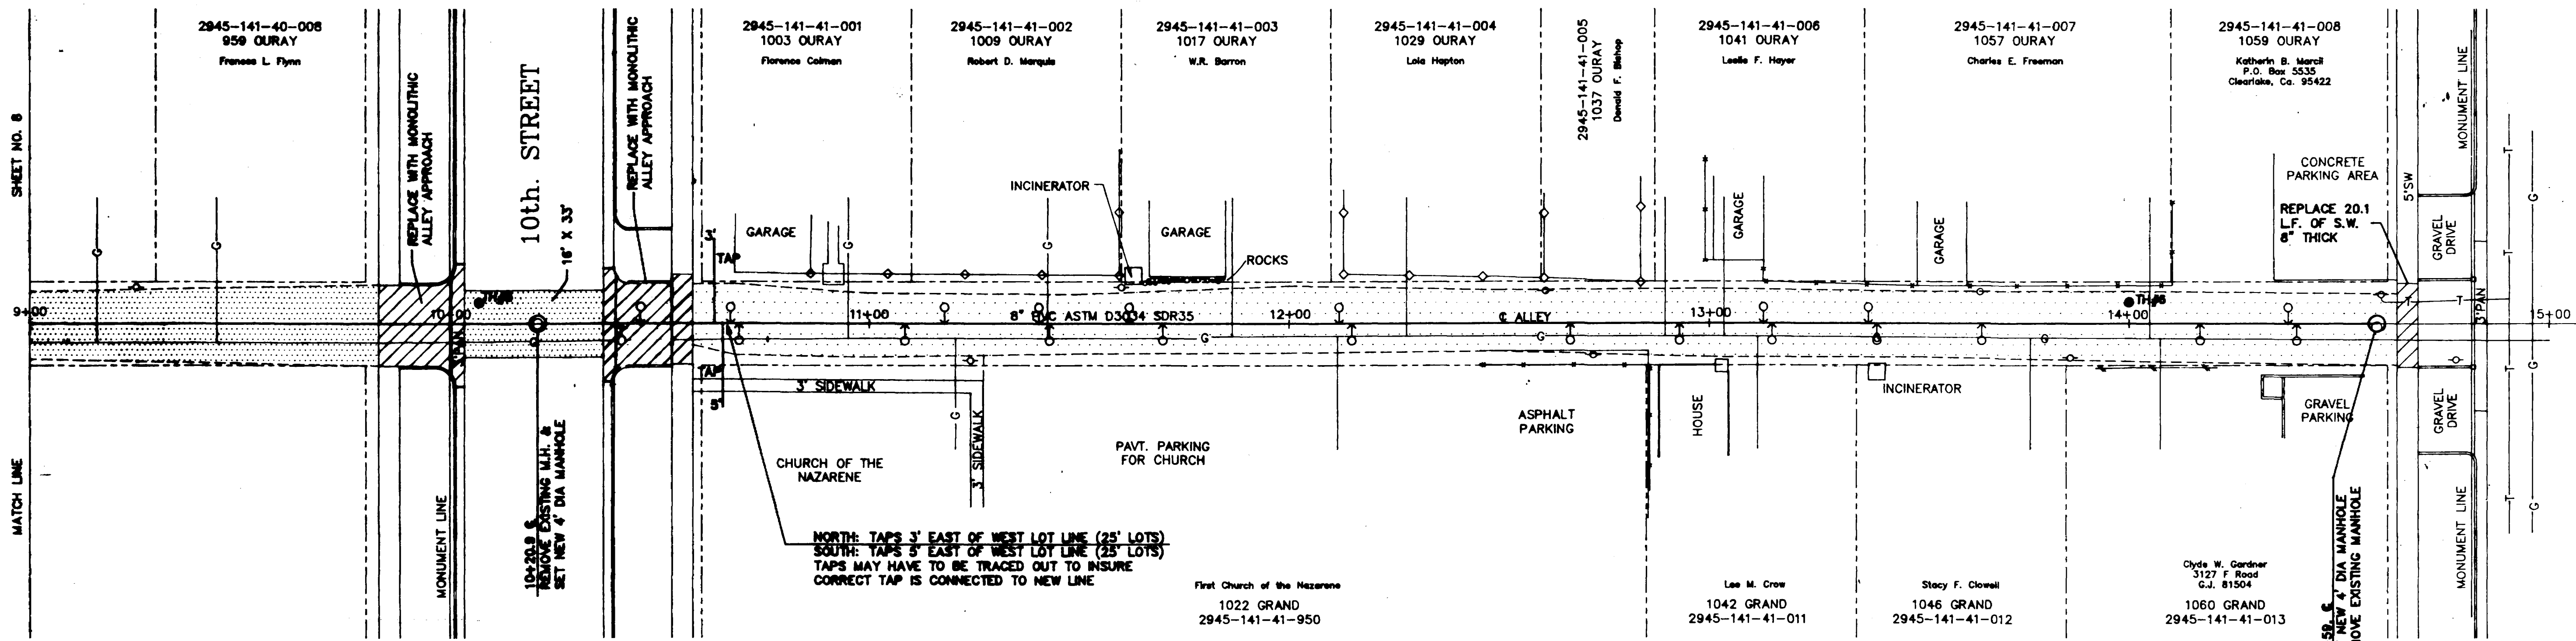 2945-141-40-008
959 OURAY
Frances L. Flynn
2945-141-41-001
1003 OURAY
Florence Colman
2945-141-41-002
1009 OURAY
Robert D. Marquis
2945-141-41-003
1017 OURAY
W.R. Barron
2945-141-41-004
1029 OURAY
Lola Hapton
2945-141-41-005
1037 OURAY
Donald F. Bishop
2945-141-41-006
1041 OURAY
Leslie F. Hayer
2945-141-41-007
1057 OURAY
Charles E. Freeman
2945-141-41-008
1059 OURAY
Katherin B. Marcil
P.O. Box 5535
Clearlake, Ca. 95422
MONUMENT LINE
SHEET NO. 8
MATCH LINE
REPLACE WITH MONOLITHIC
ALLEY APPROACH
10th. STREET
16' X 33'
REPLACE WITH MONOLITHIC
ALLEY APPROACH
INCINERATOR
GARAGE
GARAGE
ROCKS
GARAGE
GARAGE
CONCRETE
PARKING AREA
5'SW
REPLACE 20.1
L.F. OF S.W.
8" THICK
GRAVEL
DRIVE
G
G
G
G
G
T
T
3'
TAP
9+00
10+00
11+00
8" PVC ASTM D3034 SDR35
12+00
℄ ALLEY
13+00
14+00
15+00
T
T
3'PAN
G
G
G
G
G
TAP
5'
3' SIDEWALK
3' SIDEWALK
G
CHURCH OF THE
NAZARENE
PAVT. PARKING
FOR CHURCH
ASPHALT
PARKING
HOUSE
INCINERATOR
GRAVEL
PARKING
GRAVEL
DRIVE
T
T
G
MONUMENT LINE
10+20.9 ℄
REMOVE EXISTING M.H. &
SET NEW 4' DIA MANHOLE
NORTH: TAPS 3' EAST OF WEST LOT LINE (25' LOTS)
SOUTH: TAPS 5' EAST OF WEST LOT LINE (25' LOTS)
TAPS MAY HAVE TO BE TRACED OUT TO INSURE
CORRECT TAP IS CONNECTED TO NEW LINE
First Church of the Nazarene
1022 GRAND
2945-141-41-950
Lee M. Crow
1042 GRAND
2945-141-41-011
Stacy F. Clowell
1046 GRAND
2945-141-41-012
Clyde W. Gardner
3127 F Road
G.J. 81504
1060 GRAND
2945-141-41-013
NEW 4' DIA MANHOLE
EXISTING MANHOLE
MONUMENT LINE